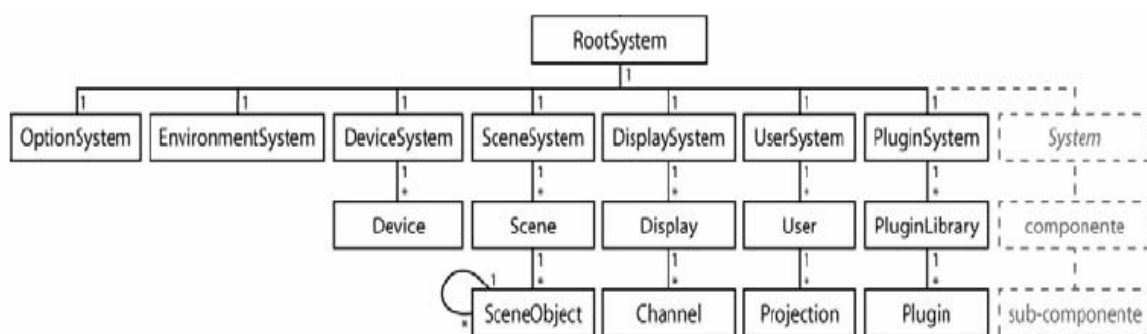 RootSystem
1
1 1 1 1 1 1 1
OptionSystem EnvironmentSystem DeviceSystem SceneSystem DisplaySystem UserSystem PluginSystem System
1 1 1 1 1
* * * * *
Device Scene Display User PluginLibrary componente
1 1 1 1 1
* * * *
* SceneObject Channel Projection Plugin sub-componente